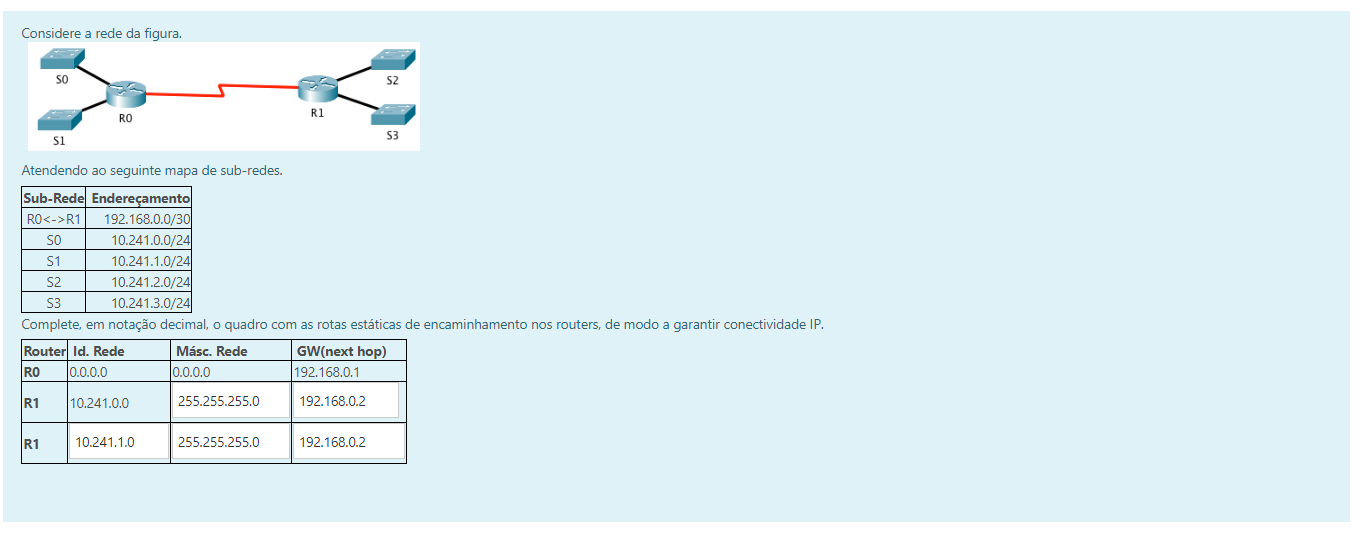 Considere a rede da figura.
S0
S2
R0
R1
S1
S3
Atendendo ao seguinte mapa de sub-redes.
Sub-Rede Endereçamento
R0<->R1 192.168.0.0/30
S0 10.241.0.0/24
S1 10.241.1.0/24
S2 10.241.2.0/24
S3 10.241.3.0/24
Complete, em notação decimal, o quadro com as rotas estáticas de encaminhamento nos routers, de modo a garantir conectividade IP.
Router Id. Rede Másc. Rede GW(next hop)
R0 0.0.0.0 0.0.0.0 192.168.0.1
R1 10.241.0.0 255.255.255.0 192.168.0.2
R1 10.241.1.0 255.255.255.0 192.168.0.2